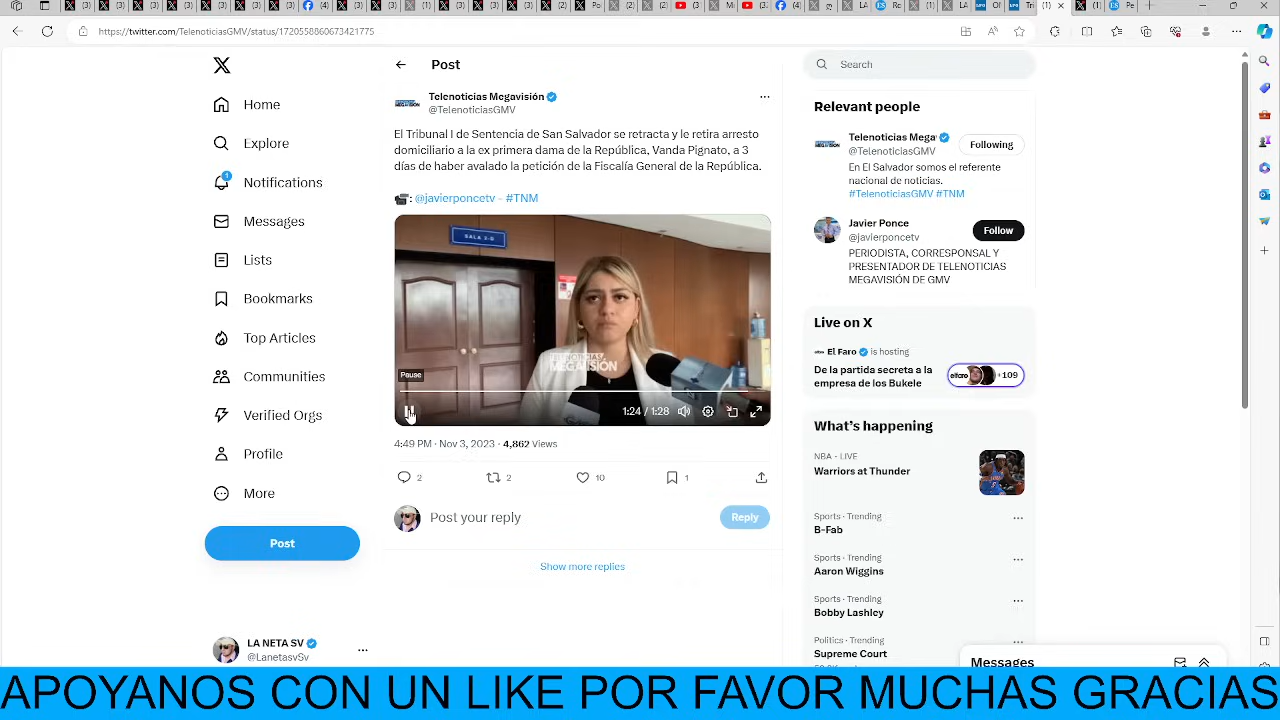 https://twitter.com/TelenoticiasGMV/status/1720558860673421775
Home
Explore
1
Notifications
Messages
Lists
Bookmarks
Top Articles
Communities
Verified Orgs
Profile
More
Post
LA NETA SV
@LanetasvSv
Post
Telenoticias Megavisión
@TelenoticiasGMV
El Tribunal I de Sentencia de San Salvador se retracta y le retira arresto
domiciliario a la ex primera dama de la República, Vanda Pignato, a 3
días de haber avalado la petición de la Fiscalía General de la República.
: @javierponcetv - #TNM
SALA 2-D
TELENOTICIAS
MEGAVISIÓN
Pause
1:24 / 1:28
4:49 PM · Nov 3, 2023 · 4,862 Views
2
2
10
1
Post your reply
Reply
Show more replies
Search
Relevant people
Telenoticias Mega
@TelenoticiasGMV
Following
En El Salvador somos el referente
nacional de noticias.
#TelenoticiasGMV #TNM
Javier Ponce
@javierponcetv
Follow
PERIODISTA, CORRESPONSAL Y
PRESENTADOR DE TELENOTICIAS
MEGAVISIÓN DE GMV
Live on X
El Faro is hosting
De la partida secreta a la
empresa de los Bukele
elfaro
+109
What's happening
NBA · LIVE
Warriors at Thunder
Sports · Trending
B-Fab
Sports · Trending
Aaron Wiggins
Sports · Trending
Bobby Lashley
Politics · Trending
Supreme Court
Messages
APOYANOS CON UN LIKE POR FAVOR MUCHAS GRACIAS